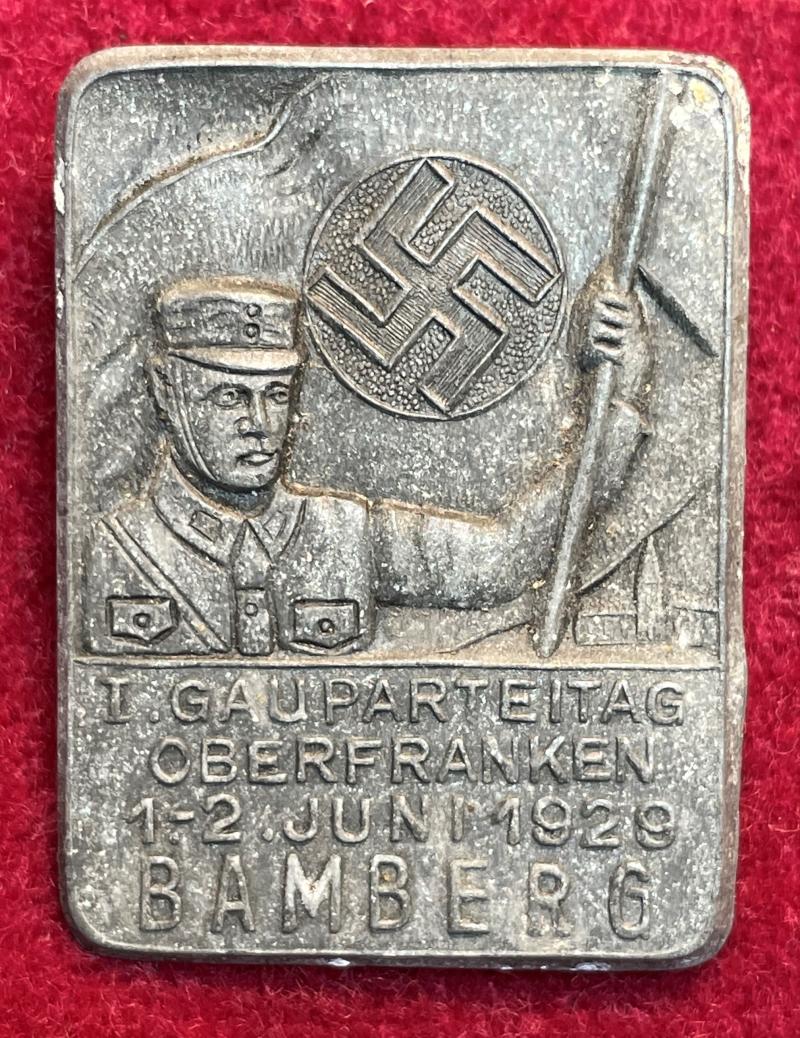 I. GAUPARTEITAG
OBERFRANKEN
1.-2. JUNI 1929
BAMBERG